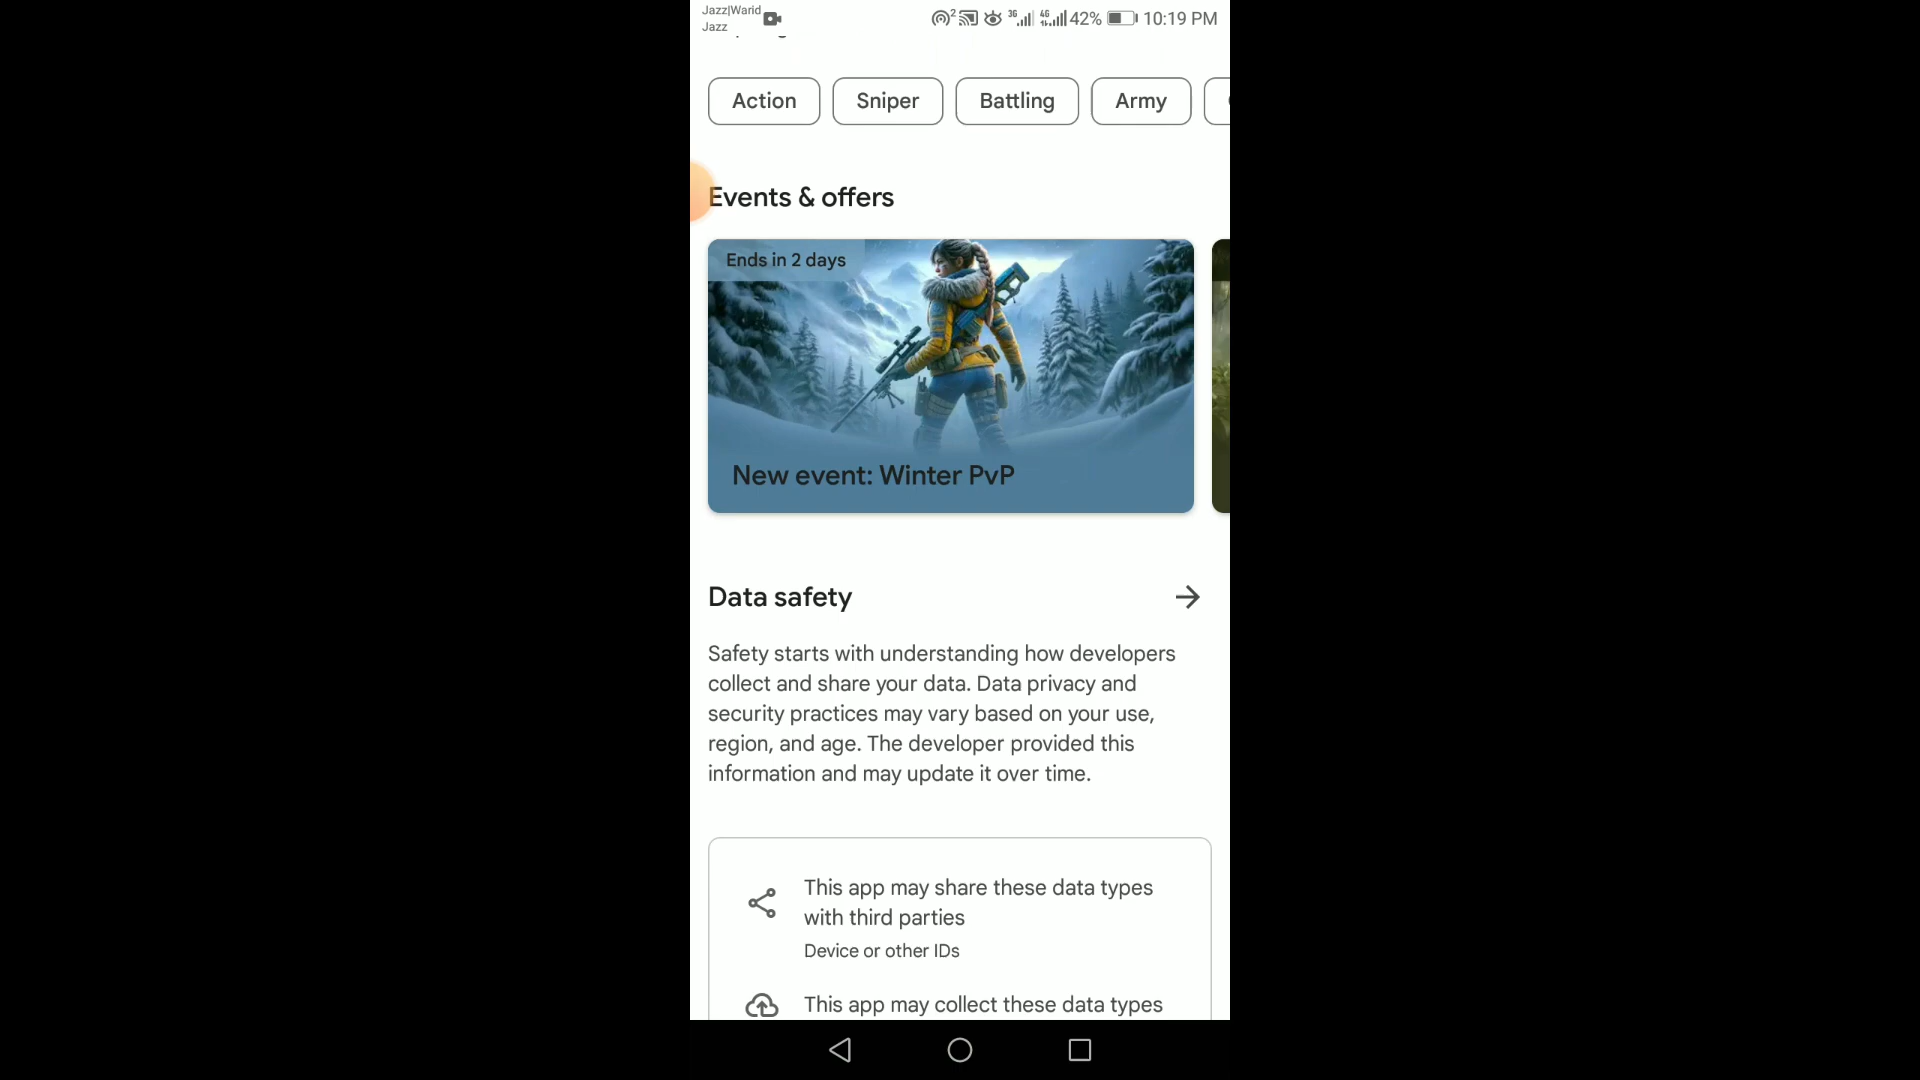 Jazz|Warid
Jazz
2 3G 4G 42% 10:19 PM
Action Sniper Battling Army
Events & offers
Ends in 2 days
New event: Winter PvP
Data safety
Safety starts with understanding how developers
collect and share your data. Data privacy and
security practices may vary based on your use,
region, and age. The developer provided this
information and may update it over time.
This app may share these data types
with third parties
Device or other IDs
This app may collect these data types